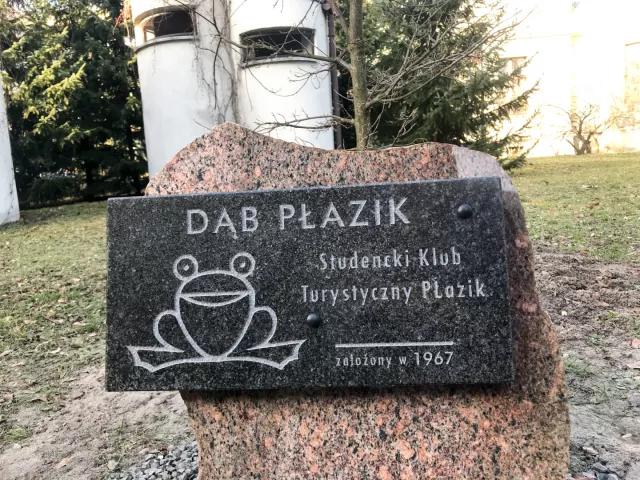 DĄB PŁAZIK
Studencki Klub
Turystyczny PŁazik
założony w 1967